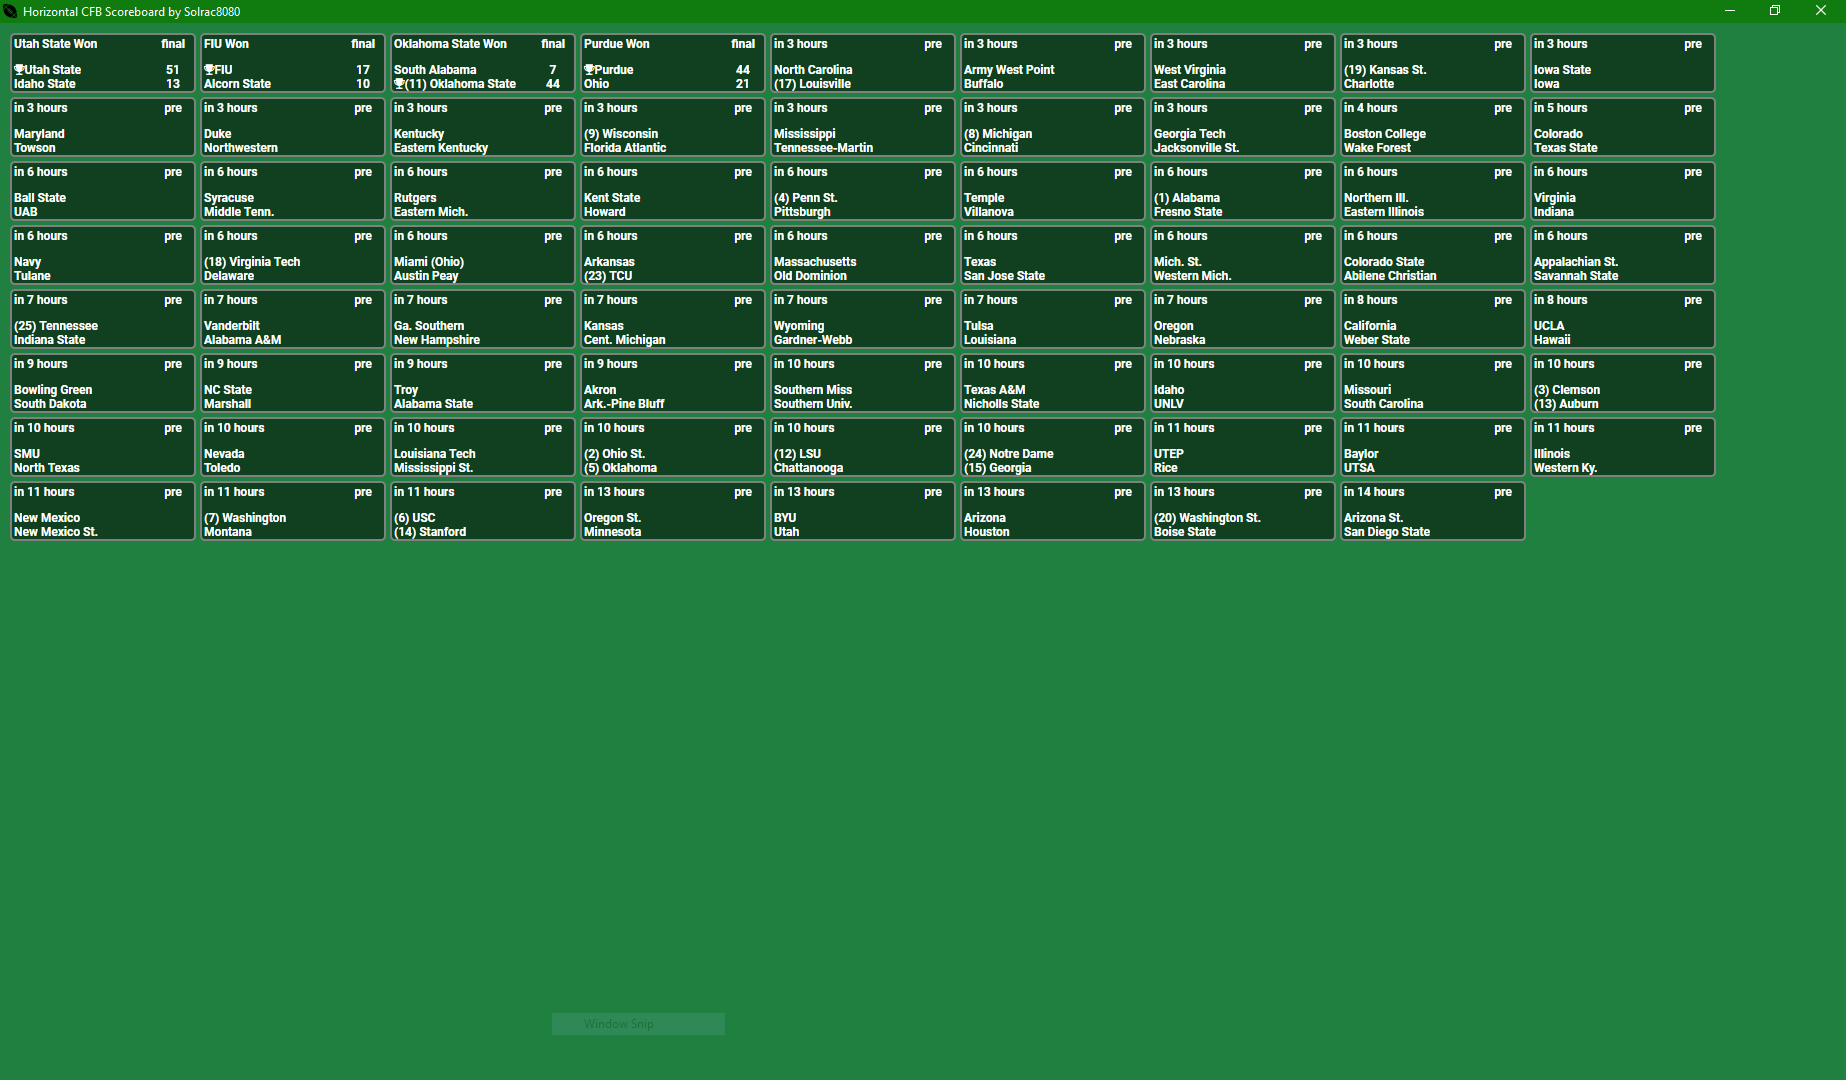 Horizontal CFB Scoreboard by Solrac8080
Utah State Won final
Utah State 51
Idaho State 13
FIU Won final
FIU 17
Alcorn State 10
Oklahoma State Won final
South Alabama 7
(11) Oklahoma State 44
Purdue Won final
Purdue 44
Ohio 21
in 3 hours pre
North Carolina
(17) Louisville
in 3 hours pre
Army West Point
Buffalo
in 3 hours pre
West Virginia
East Carolina
in 3 hours pre
(19) Kansas St.
Charlotte
in 3 hours pre
Iowa State
Iowa
in 3 hours pre
Maryland
Towson
in 3 hours pre
Duke
Northwestern
in 3 hours pre
Kentucky
Eastern Kentucky
in 3 hours pre
(9) Wisconsin
Florida Atlantic
in 3 hours pre
Mississippi
Tennessee-Martin
in 3 hours pre
(8) Michigan
Cincinnati
in 3 hours pre
Georgia Tech
Jacksonville St.
in 4 hours pre
Boston College
Wake Forest
in 5 hours pre
Colorado
Texas State
in 6 hours pre
Ball State
UAB
in 6 hours pre
Syracuse
Middle Tenn.
in 6 hours pre
Rutgers
Eastern Mich.
in 6 hours pre
Kent State
Howard
in 6 hours pre
(4) Penn St.
Pittsburgh
in 6 hours pre
Temple
Villanova
in 6 hours pre
(1) Alabama
Fresno State
in 6 hours pre
Northern Ill.
Eastern Illinois
in 6 hours pre
Virginia
Indiana
in 6 hours pre
Navy
Tulane
in 6 hours pre
(18) Virginia Tech
Delaware
in 6 hours pre
Miami (Ohio)
Austin Peay
in 6 hours pre
Arkansas
(23) TCU
in 6 hours pre
Massachusetts
Old Dominion
in 6 hours pre
Texas
San Jose State
in 6 hours pre
Mich. St.
Western Mich.
in 6 hours pre
Colorado State
Abilene Christian
in 6 hours pre
Appalachian St.
Savannah State
in 7 hours pre
(25) Tennessee
Indiana State
in 7 hours pre
Vanderbilt
Alabama A&M
in 7 hours pre
Ga. Southern
New Hampshire
in 7 hours pre
Kansas
Cent. Michigan
in 7 hours pre
Wyoming
Gardner-Webb
in 7 hours pre
Tulsa
Louisiana
in 7 hours pre
Oregon
Nebraska
in 8 hours pre
California
Weber State
in 8 hours pre
UCLA
Hawaii
in 9 hours pre
Bowling Green
South Dakota
in 9 hours pre
NC State
Marshall
in 9 hours pre
Troy
Alabama State
in 9 hours pre
Akron
Ark.-Pine Bluff
in 10 hours pre
Southern Miss
Southern Univ.
in 10 hours pre
Texas A&M
Nicholls State
in 10 hours pre
Idaho
UNLV
in 10 hours pre
Missouri
South Carolina
in 10 hours pre
(3) Clemson
(13) Auburn
in 10 hours pre
SMU
North Texas
in 10 hours pre
Nevada
Toledo
in 10 hours pre
Louisiana Tech
Mississippi St.
in 10 hours pre
(2) Ohio St.
(5) Oklahoma
in 10 hours pre
(12) LSU
Chattanooga
in 10 hours pre
(24) Notre Dame
(15) Georgia
in 11 hours pre
UTEP
Rice
in 11 hours pre
Baylor
UTSA
in 11 hours pre
Illinois
Western Ky.
in 11 hours pre
New Mexico
New Mexico St.
in 11 hours pre
(7) Washington
Montana
in 11 hours pre
(6) USC
(14) Stanford
in 13 hours pre
Oregon St.
Minnesota
in 13 hours pre
BYU
Utah
in 13 hours pre
Arizona
Houston
in 13 hours pre
(20) Washington St.
Boise State
in 14 hours pre
Arizona St.
San Diego State
Window Snip